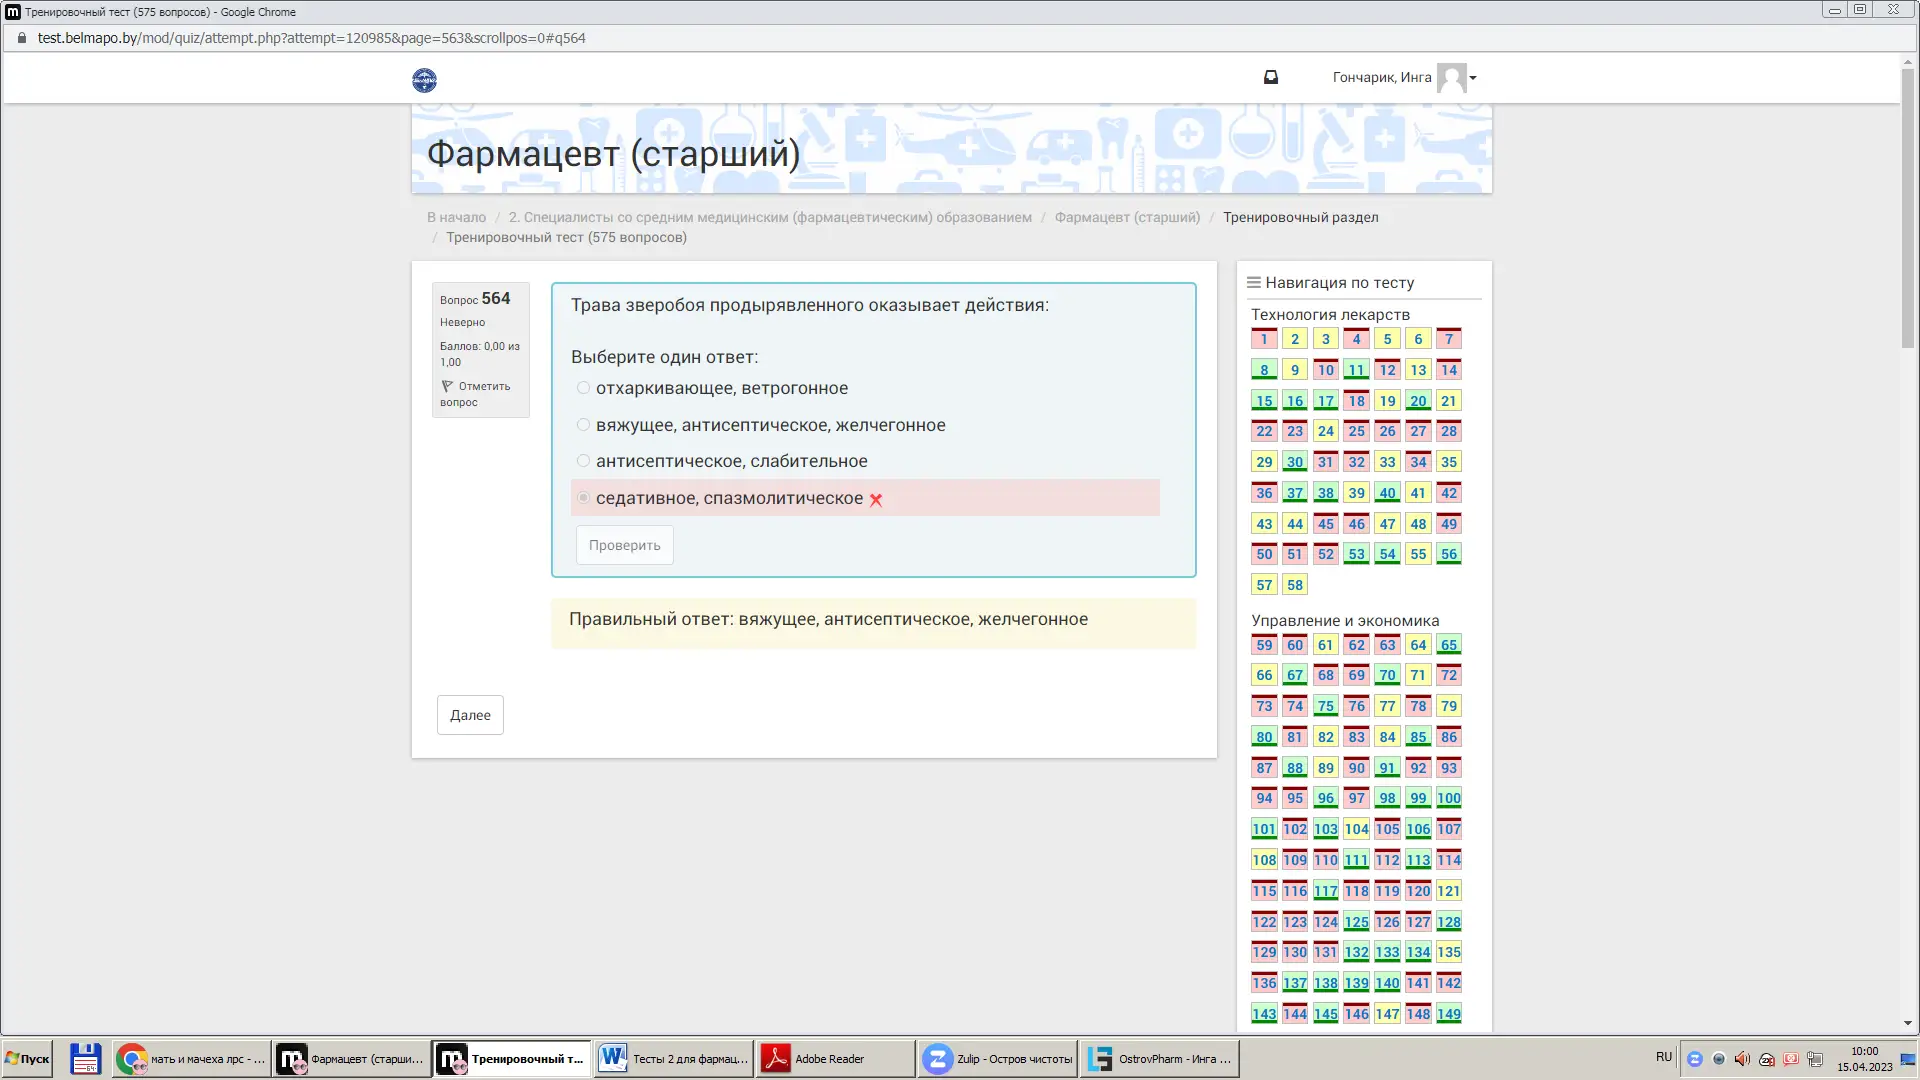 Тренировочный тест (575 вопросов) - Google Chrome
test.belmapo.by/mod/quiz/attempt.php?attempt=120985&page=563&scrollpos=0#q564
Гончарик, Инга
Фармацевт (старший)
В начало / 2. Специалисты со средним медицинским (фармацевтическим) образованием / Фармацевт (старший) / Тренировочный раздел
/ Тренировочный тест (575 вопросов)
Вопрос 564
Неверно
Баллов: 0,00 из
1,00
Отметить
вопрос
Трава зверобоя продырявленного оказывает действия:
Выберите один ответ:
отхаркивающее, ветрогонное
вяжущее, антисептическое, желчегонное
антисептическое, слабительное
седативное, спазмолитическое
Проверить
Правильный ответ: вяжущее, антисептическое, желчегонное
Далее
Навигация по тесту
Технология лекарств
1 2 3 4 5 6 7
8 9 10 11 12 13 14
15 16 17 18 19 20 21
22 23 24 25 26 27 28
29 30 31 32 33 34 35
36 37 38 39 40 41 42
43 44 45 46 47 48 49
50 51 52 53 54 55 56
57 58
Управление и экономика
59 60 61 62 63 64 65
66 67 68 69 70 71 72
73 74 75 76 77 78 79
80 81 82 83 84 85 86
87 88 89 90 91 92 93
94 95 96 97 98 99 100
101 102 103 104 105 106 107
108 109 110 111 112 113 114
115 116 117 118 119 120 121
122 123 124 125 126 127 128
129 130 131 132 133 134 135
136 137 138 139 140 141 142
143 144 145 146 147 148 149
Пуск
мать и мачеха лрс - ...
Фармацевт (старши...
Тренировочный т...
Тесты 2 для фармац...
Adobe Reader
Zulip - Остров чистоты
OstrovPharm - Инга ...
RU
10:00
15.04.2023